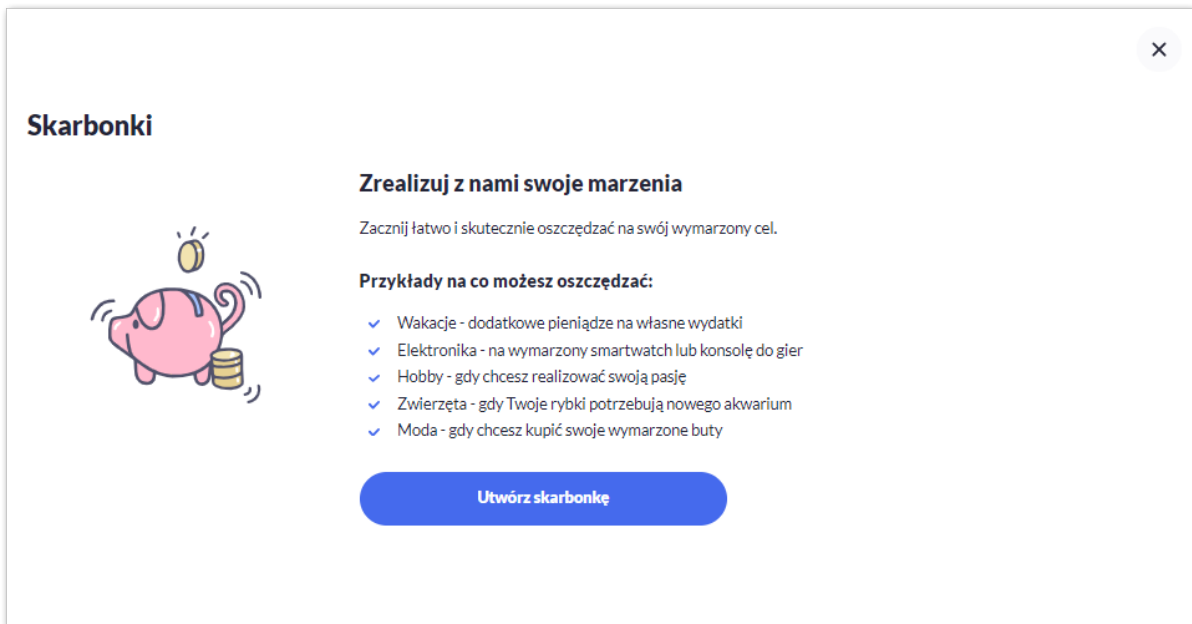 Skarbonki
Zrealizuj z nami swoje marzenia
Zacznij łatwo i skutecznie oszczędzać na swój wymarzony cel.
Przykłady na co możesz oszczędzać:
Wakacje - dodatkowe pieniądze na własne wydatki
Elektronika - na wymarzony smartwatch lub konsolę do gier
Hobby - gdy chcesz realizować swoją pasję
Zwierzęta - gdy Twoje rybki potrzebują nowego akwarium
Moda - gdy chcesz kupić swoje wymarzone buty
Utwórz skarbonkę